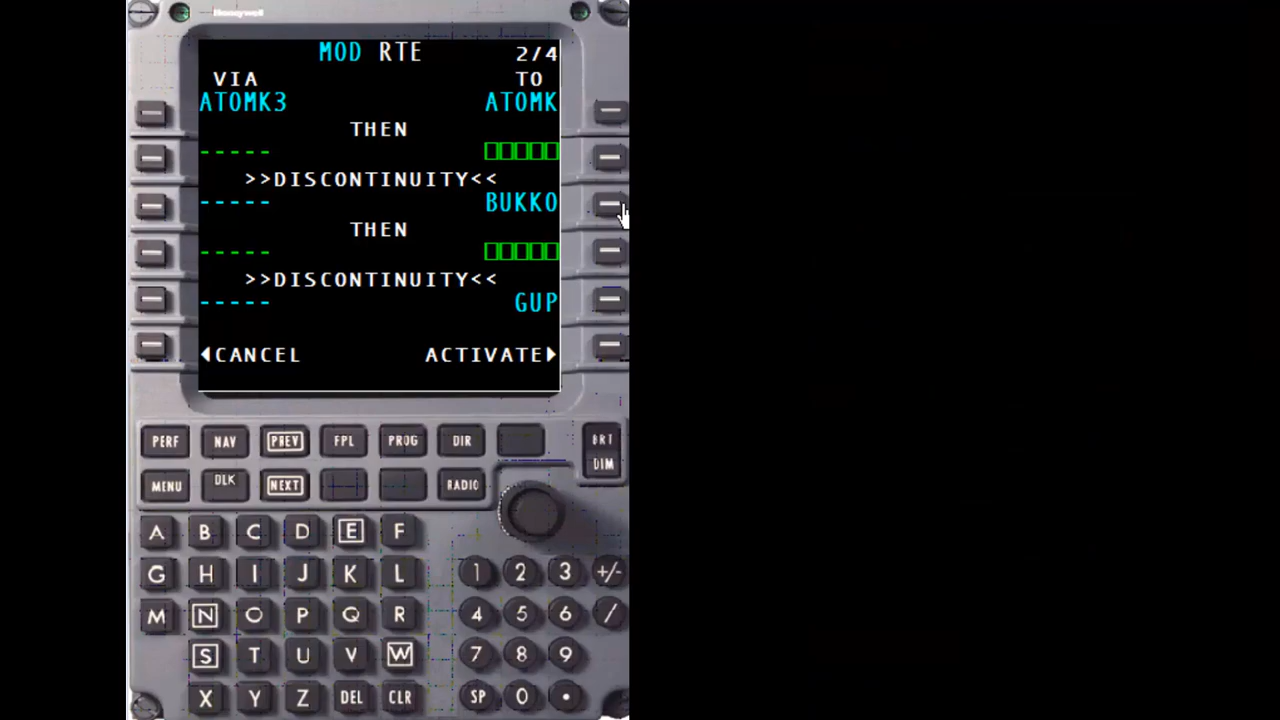 Honeywell
MOD RTE 2/4
VIA TO
ATOMK3 ATOMK
THEN
----- □□□□□
>>DISCONTINUITY<<
----- BUKKO
THEN
----- □□□□□
>>DISCONTINUITY<<
----- GUP
◀CANCEL ACTIVATE▶
PERF NAV PREV FPL PROG DIR BRT
DIM
MENU DLK NEXT RADIO
A B C D E F
G H I J K L 1 2 3 +/-
M N O P Q R 4 5 6 /
S T U V W 7 8 9
X Y Z DEL CLR SP 0 •